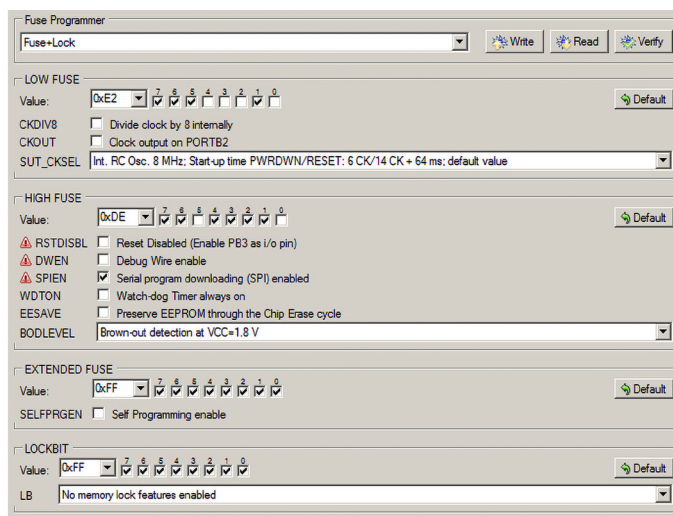 Fuse Programmer
Fuse+Lock Write Read Verify
LOW FUSE
7 6 5 4 3 2 1 0
Value: 0xE2 Default
CKDIV8 Divide clock by 8 internally
CKOUT Clock output on PORTB2
SUT_CKSEL Int. RC Osc. 8 MHz; Start-up time PWRDWN/RESET: 6 CK/14 CK + 64 ms; default value
HIGH FUSE
7 6 5 4 3 2 1 0
Value: 0xDE Default
RSTDISBL Reset Disabled (Enable PB3 as i/o pin)
DWEN Debug Wire enable
SPIEN Serial program downloading (SPI) enabled
WDTON Watch-dog Timer always on
EESAVE Preserve EEPROM through the Chip Erase cycle
BODLEVEL Brown-out detection at VCC=1.8 V
EXTENDED FUSE
7 6 5 4 3 2 1 0
Value: 0xFF Default
SELFPRGEN Self Programming enable
LOCKBIT
7 6 5 4 3 2 1 0
Value: 0xFF Default
LB No memory lock features enabled